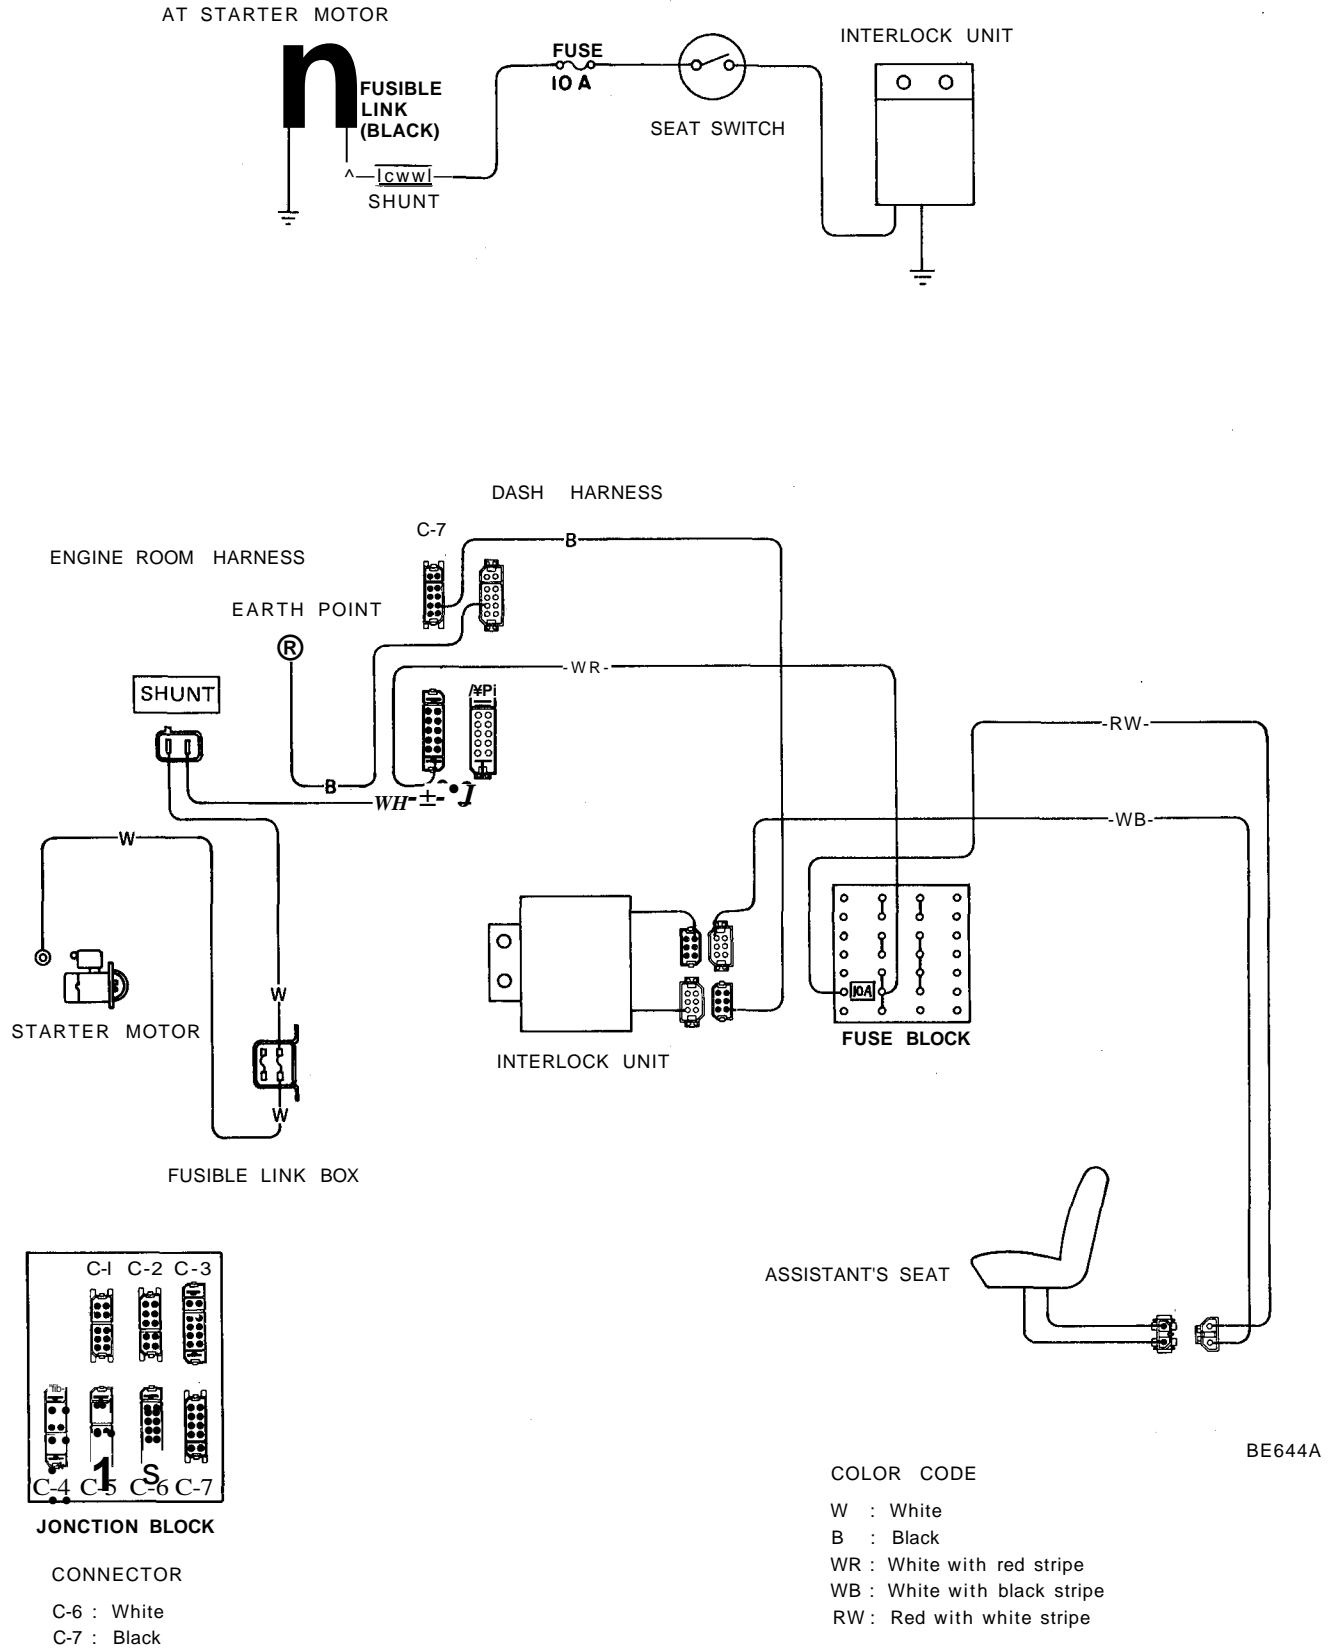 AT STARTER MOTOR
INTERLOCK UNIT
FUSE
10 A
FUSIBLE
LINK
(BLACK)
SEAT SWITCH
SHUNT
DASH HARNESS
C-7
B
ENGINE ROOM HARNESS
EARTH POINT
R
-WR-
SHUNT
-RW-
B
W
-WB-
10A
W
STARTER MOTOR
FUSE BLOCK
INTERLOCK UNIT
W
FUSIBLE LINK BOX
C-1 C-2 C-3
ASSISTANT'S SEAT
C-4 C-5 C-6 C-7
JONCTION BLOCK
BE644A
COLOR CODE
W : White
B : Black
WR : White with red stripe
WB : White with black stripe
RW : Red with white stripe
CONNECTOR
C-6 : White
C-7 : Black